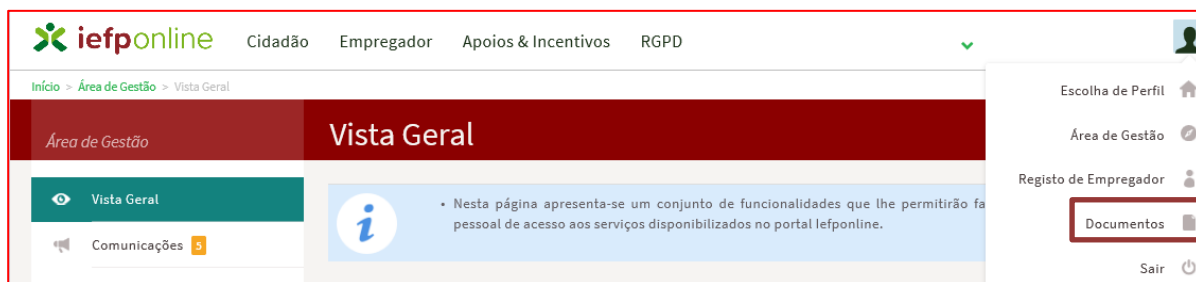 iefponline Cidadão Empregador Apoios & Incentivos RGPD
Início > Área de Gestão > Vista Geral
Área de Gestão
Vista Geral
Vista Geral
Comunicações 5
• Nesta página apresenta-se um conjunto de funcionalidades que lhe permitirão fa
pessoal de acesso aos serviços disponibilizados no portal Iefponline.
Escolha de Perfil
Área de Gestão
Registo de Empregador
Documentos
Sair